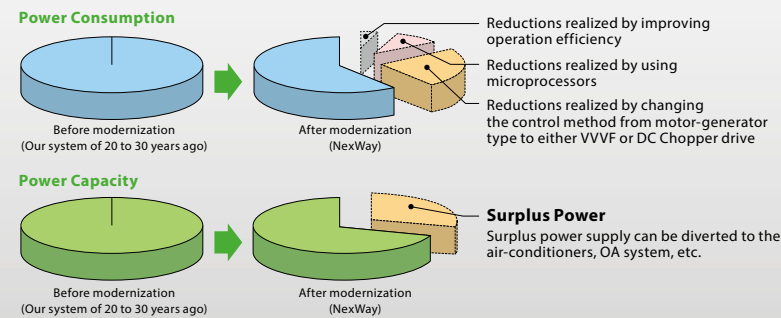 Power Consumption
Reductions realized by improving
operation efficiency
Reductions realized by using
microprocessors
Reductions realized by changing
the control method from motor-generator
type to either VVVF or DC Chopper drive
Before modernization
(Our system of 20 to 30 years ago)
After modernization
(NexWay)
Power Capacity
Surplus Power
Surplus power supply can be diverted to the
air-conditioners, OA system, etc.
Before modernization
(Our system of 20 to 30 years ago)
After modernization
(NexWay)